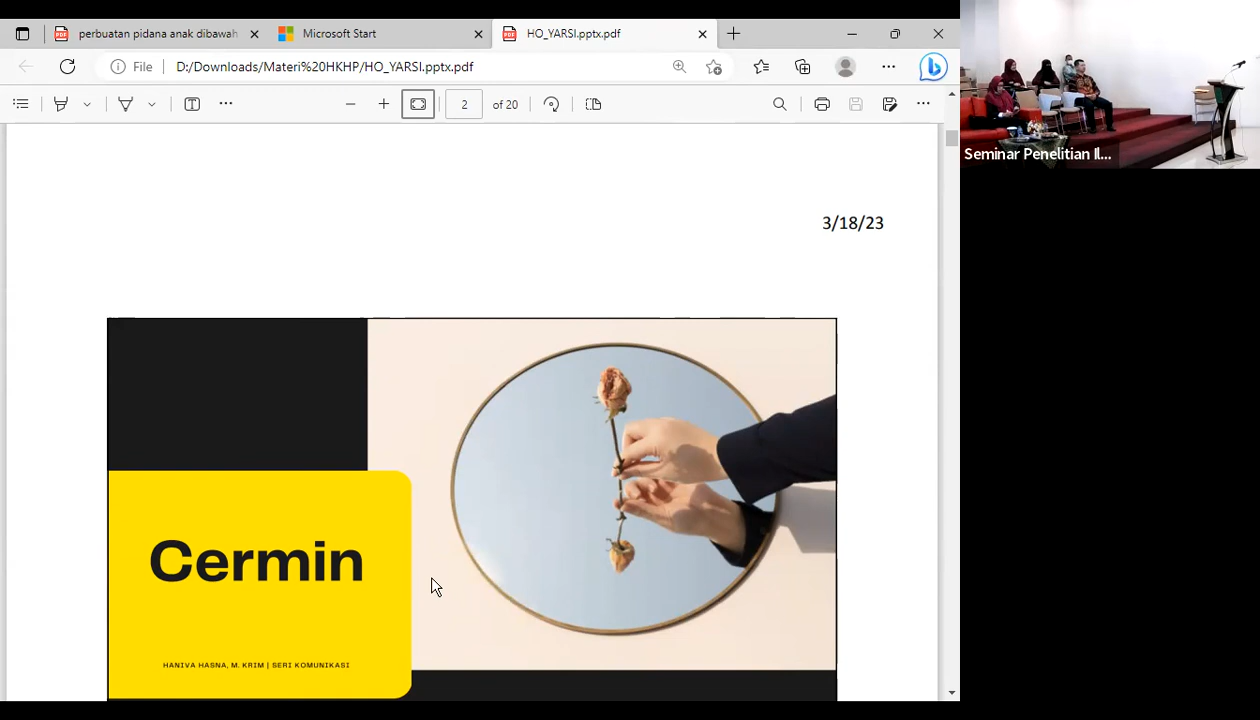 perbuatan pidana anak dibawah
Microsoft Start
HO_YARSI.pptx.pdf
File
D:/Downloads/Materi%20HKHP/HO_YARSI.pptx.pdf
2 of 20
3/18/23
Cermin
HANIVA HASNA, M. KRIM | SERI KOMUNIKASI
Seminar Penelitian Il...